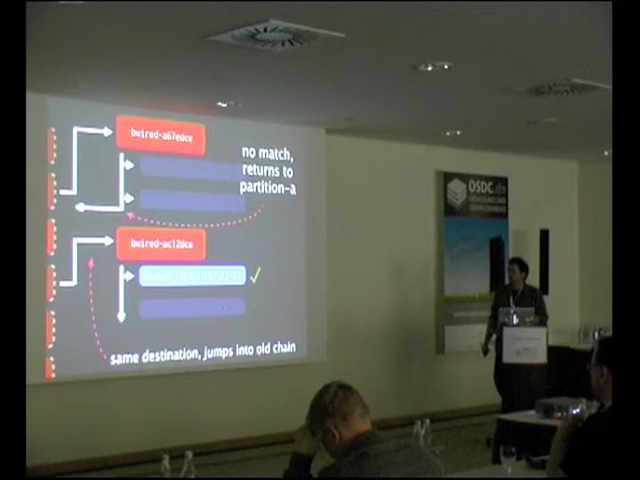 bwired-a67edce
no match,
returns to
partition-a
bwired-ac12dce
same destination, jumps into old chain
OSDC.de